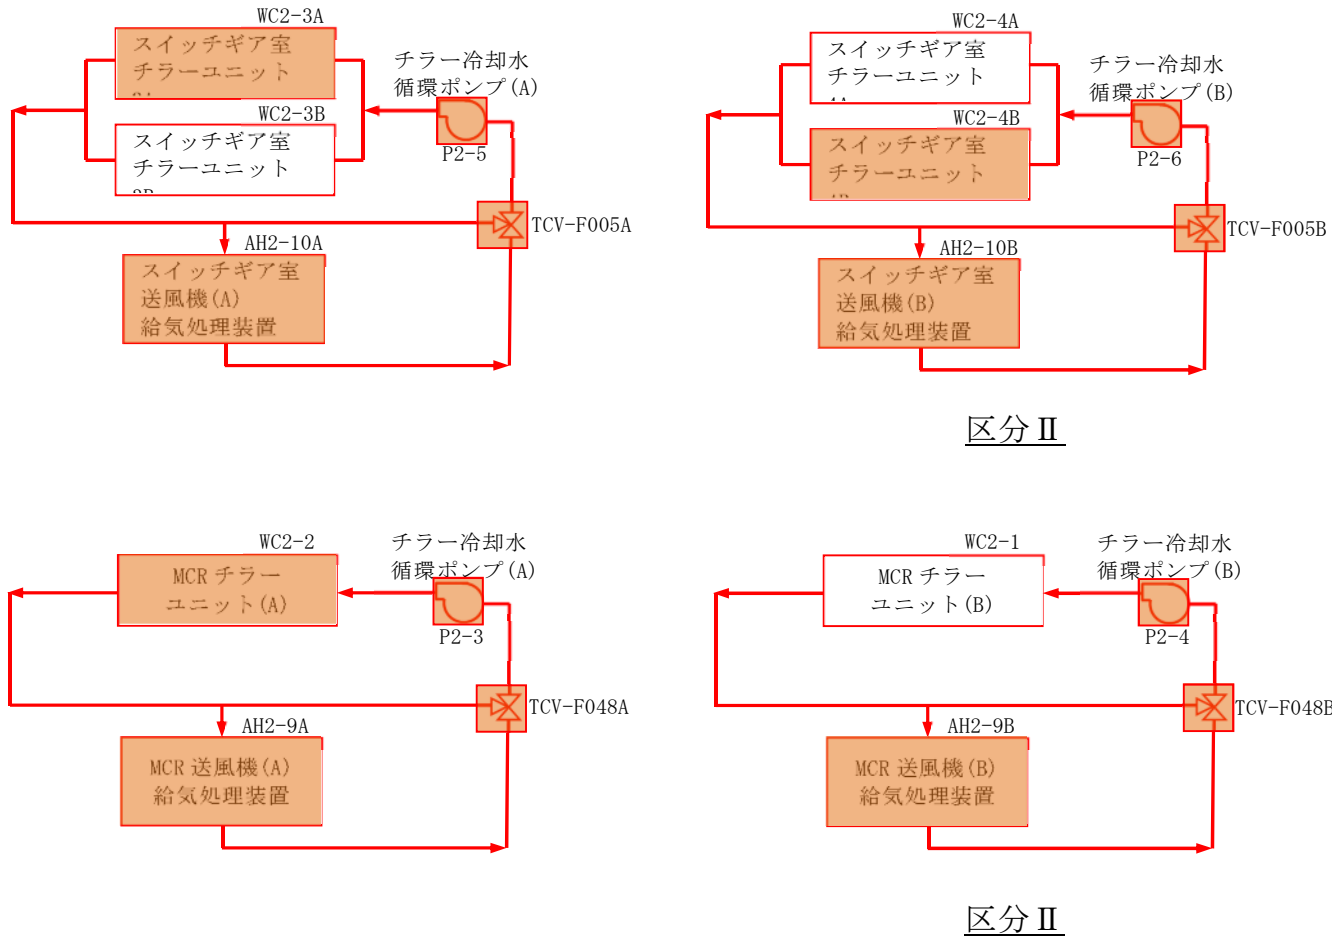 WC2-3A
スイッチギア室
チラーユニット
チラー冷却水
循環ポンプ(A)
WC2-3B
スイッチギア室
チラーユニット
P2-5
TCV-F005A
AH2-10A
スイッチギア室
送風機(A)
給気処理装置
WC2-4A
スイッチギア室
チラーユニット
チラー冷却水
循環ポンプ(B)
WC2-4B
スイッチギア室
チラーユニット
P2-6
TCV-F005B
AH2-10B
スイッチギア室
送風機(B)
給気処理装置
区分Ⅱ
WC2-2
MCR チラー
ユニット(A)
チラー冷却水
循環ポンプ(A)
P2-3
TCV-F048A
AH2-9A
MCR 送風機(A)
給気処理装置
WC2-1
MCR チラー
ユニット(B)
チラー冷却水
循環ポンプ(B)
P2-4
TCV-F048B
AH2-9B
MCR 送風機(B)
給気処理装置
区分Ⅱ